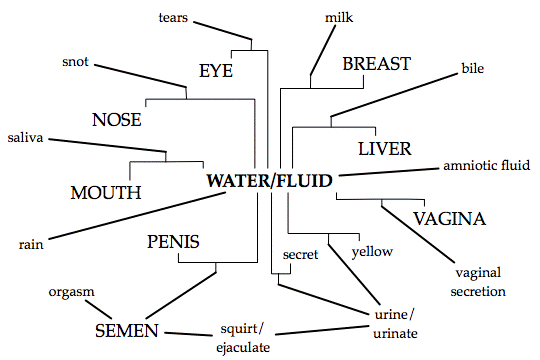 tears
milk
EYE
BREAST
snot
bile
NOSE
saliva
LIVER
amniotic fluid
MOUTH
WATER/FLUID
VAGINA
rain
PENIS
secret
yellow
vaginal
secretion
orgasm
SEMEN
squirt/
ejaculate
urine/
urinate